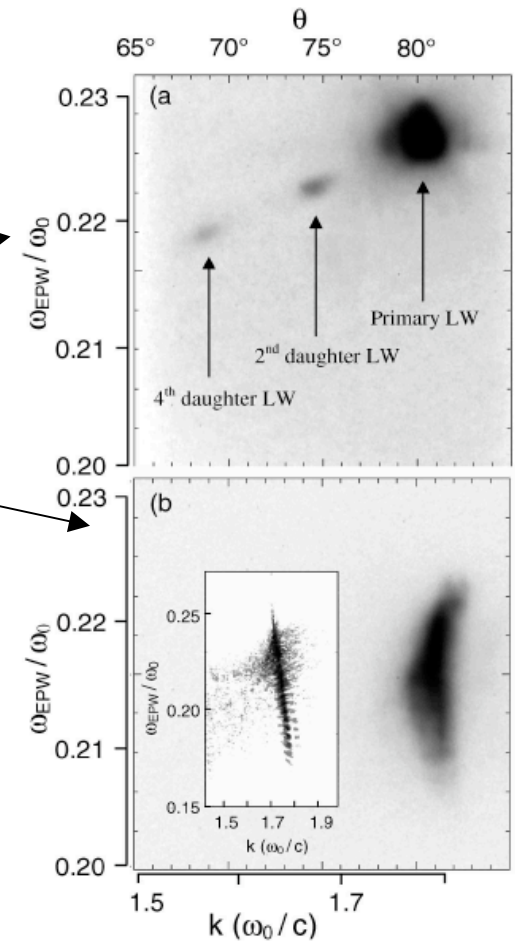 θ
65° 70° 75° 80°
(a
0.23
0.22
0.21
0.20
ω_EPW / ω_0
Primary LW
2nd daughter LW
4th daughter LW
(b
0.23
0.22
0.21
0.20
ω_EPW / ω_0
0.25
0.20
0.15
ω_EPW / ω_0
1.5 1.7 1.9
k (ω_0 / c)
1.5 1.7
k (ω_0 / c)